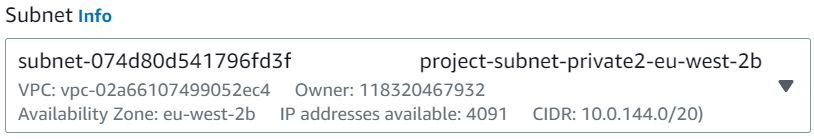 Subnet Info
subnet-074d80d541796fd3f project-subnet-private2-eu-west-2b
VPC: vpc-02a66107499052ec4 Owner: 118320467932
Availability Zone: eu-west-2b IP addresses available: 4091 CIDR: 10.0.144.0/20)